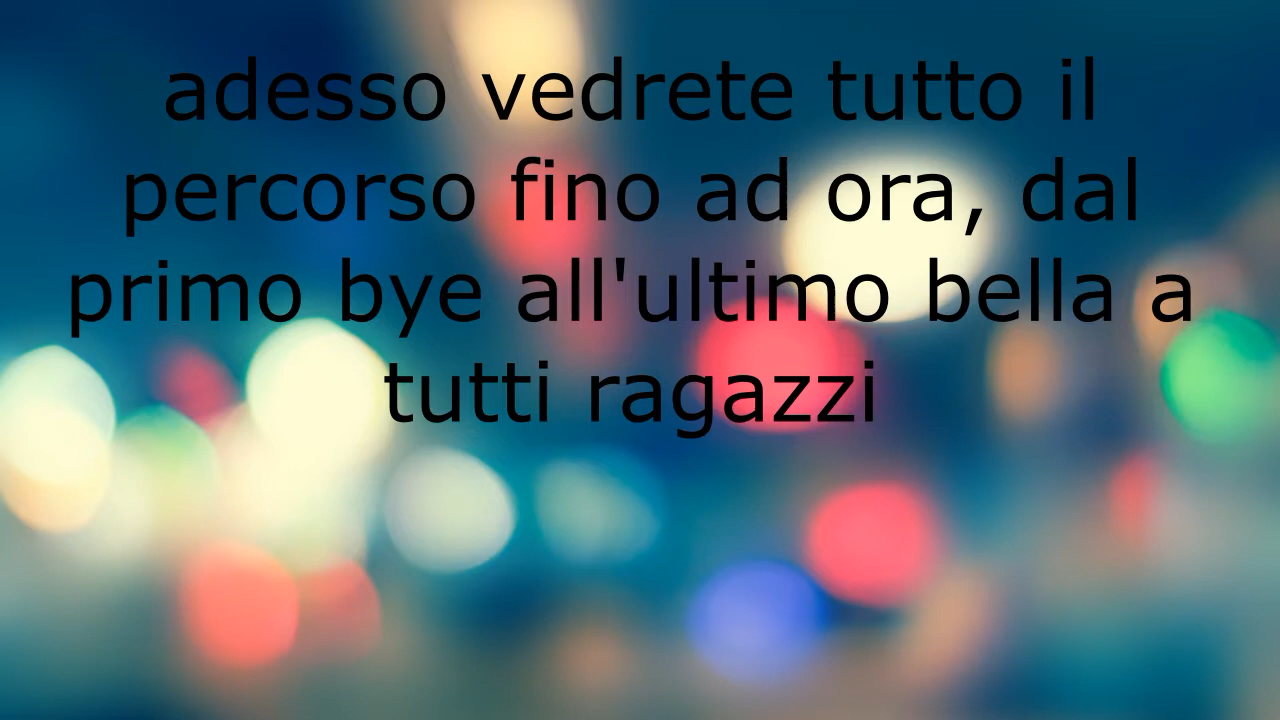 adesso vedrete tutto il
percorso fino ad ora, dal
primo bye all'ultimo bella a
tutti ragazzi